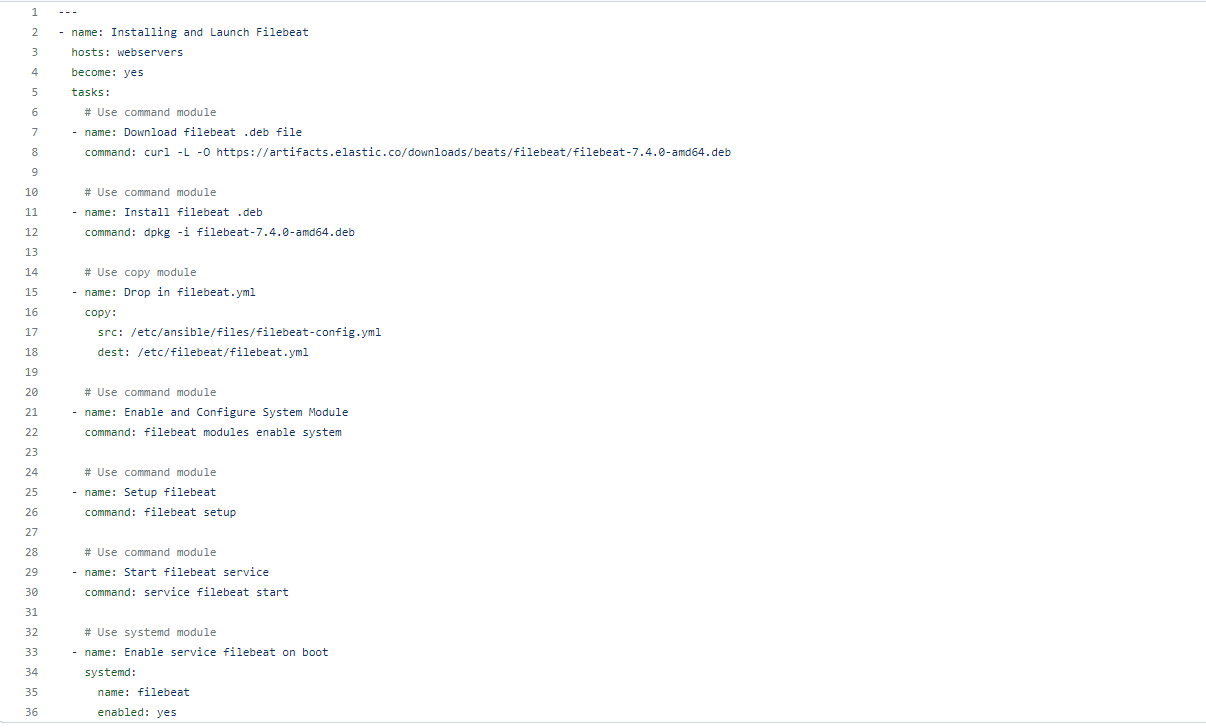 1 ---
2 - name: Installing and Launch Filebeat
3   hosts: webservers
4   become: yes
5   tasks:
6     # Use command module
7   - name: Download filebeat .deb file
8     command: curl -L -O https://artifacts.elastic.co/downloads/beats/filebeat/filebeat-7.4.0-amd64.deb
9
10     # Use command module
11   - name: Install filebeat .deb
12     command: dpkg -i filebeat-7.4.0-amd64.deb
13
14     # Use copy module
15   - name: Drop in filebeat.yml
16     copy:
17       src: /etc/ansible/files/filebeat-config.yml
18       dest: /etc/filebeat/filebeat.yml
19
20     # Use command module
21   - name: Enable and Configure System Module
22     command: filebeat modules enable system
23
24     # Use command module
25   - name: Setup filebeat
26     command: filebeat setup
27
28     # Use command module
29   - name: Start filebeat service
30     command: service filebeat start
31
32     # Use systemd module
33   - name: Enable service filebeat on boot
34     systemd:
35       name: filebeat
36       enabled: yes